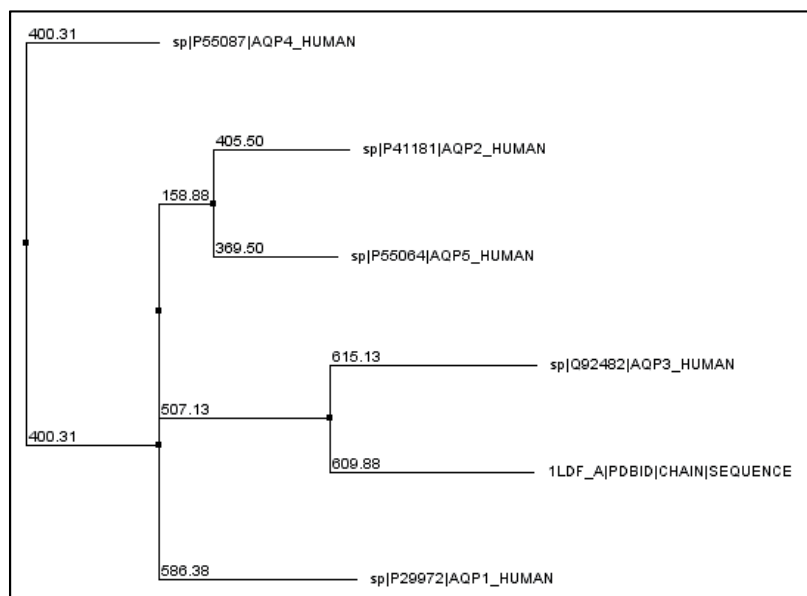 400.31
sp|P55087|AQP4_HUMAN
405.50
sp|P41181|AQP2_HUMAN
158.88
369.50
sp|P55064|AQP5_HUMAN
615.13
sp|Q92482|AQP3_HUMAN
507.13
400.31
609.88
1LDF_A|PDBID|CHAIN|SEQUENCE
586.38
sp|P29972|AQP1_HUMAN